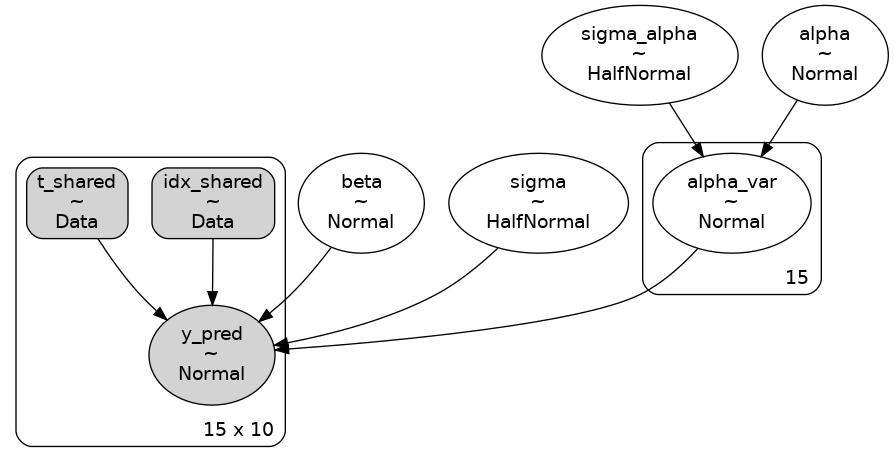 sigma_alpha
~
HalfNormal
alpha
~
Normal
t_shared
~
Data
idx_shared
~
Data
beta
~
Normal
sigma
~
HalfNormal
alpha_var
~
Normal
15
y_pred
~
Normal
15 x 10